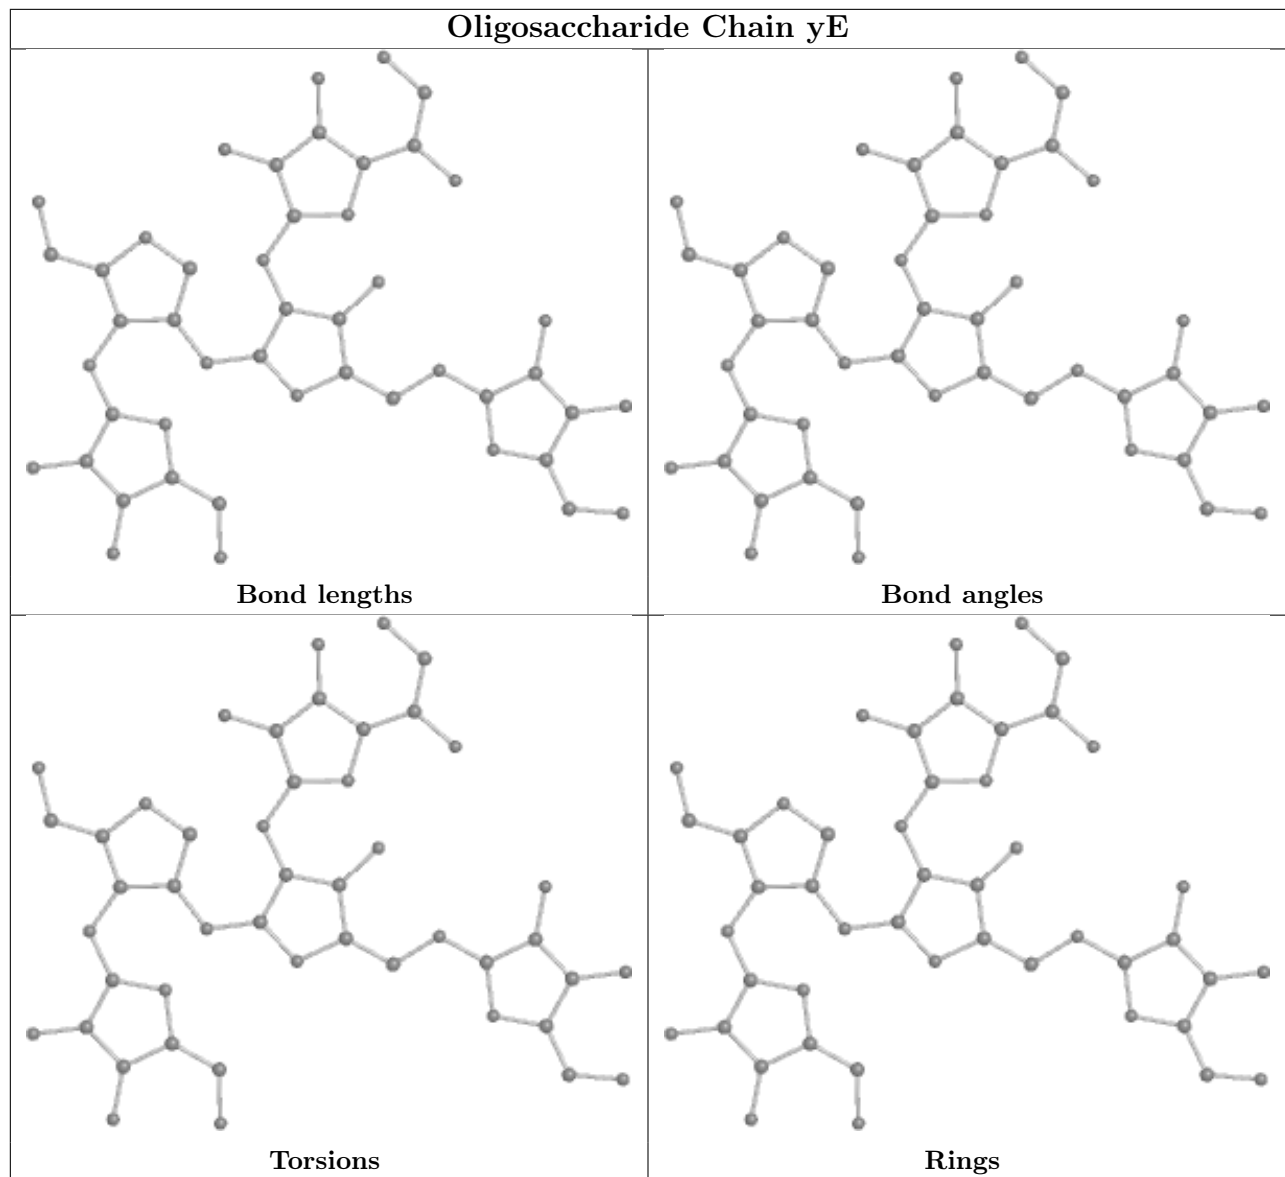 Oligosaccharide Chain yE
Bond lengths
Bond angles
Torsions
Rings